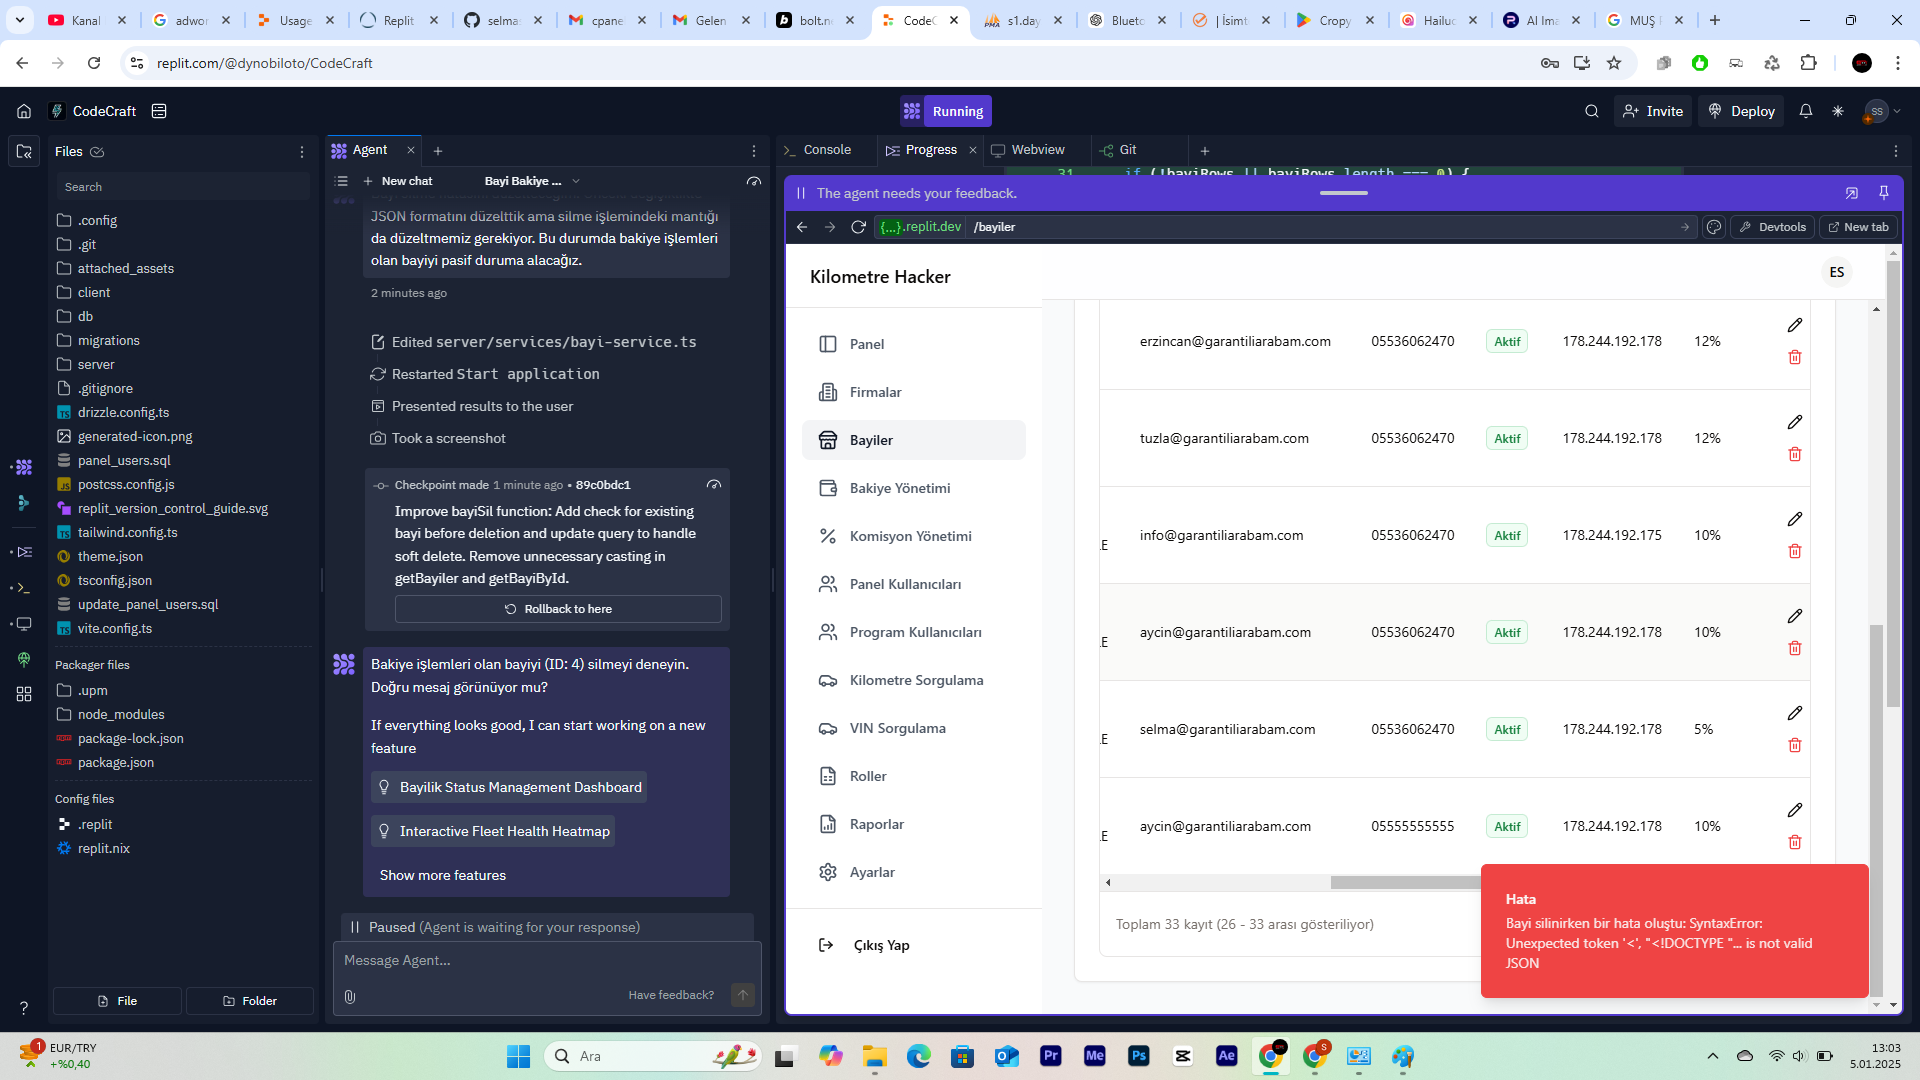 Kanal
adwor
Usage
Replit
selmas
cpane
Gelen
bolt.ne
CodeC
s1.day
Blueto
| İsimt
Cropy
Hailuo
AI Ima
MUŞ
replit.com/@dynobiloto/CodeCraft
CodeCraft
Running
Invite
Deploy
SS
Files
Search
.config
.git
attached_assets
client
db
migrations
server
.gitignore
drizzle.config.ts
generated-icon.png
panel_users.sql
postcss.config.js
replit_version_control_guide.svg
tailwind.config.ts
theme.json
tsconfig.json
update_panel_users.sql
vite.config.ts
Packager files
.upm
node_modules
package-lock.json
package.json
Config files
.replit
replit.nix
File
Folder
Agent
New chat
Bayi Bakiye ...
JSON formatını düzelttik ama silme işlemindeki mantığı
da düzeltmemiz gerekiyor. Bu durumda bakiye işlemleri
olan bayiyi pasif duruma alacağız.
2 minutes ago
Edited server/services/bayi-service.ts
Restarted Start application
Presented results to the user
Took a screenshot
Checkpoint made 1 minute ago • 89c0bdc1
Improve bayiSil function: Add check for existing
bayi before deletion and update query to handle
soft delete. Remove unnecessary casting in
getBayiler and getBayiById.
Rollback to here
Bakiye işlemleri olan bayiyi (ID: 4) silmeyi deneyin.
Doğru mesaj görünüyor mu?
If everything looks good, I can start working on a new
feature
Bayilik Status Management Dashboard
Interactive Fleet Health Heatmap
Show more features
Paused (Agent is waiting for your response)
Message Agent...
Have feedback?
Console
Progress
Webview
Git
31 if (!bayiRows || bayiRows.length === 0) {
The agent needs your feedback.
{...}.replit.dev /bayiler
Devtools
New tab
Kilometre Hacker
ES
Panel
Firmalar
Bayiler
Bakiye Yönetimi
Komisyon Yönetimi
Panel Kullanıcıları
Program Kullanıcıları
Kilometre Sorgulama
VIN Sorgulama
Roller
Raporlar
Ayarlar
Çıkış Yap
erzincan@garantiliarabam.com 05536062470 Aktif 178.244.192.178 12%
tuzla@garantiliarabam.com 05536062470 Aktif 178.244.192.178 12%
E info@garantiliarabam.com 05536062470 Aktif 178.244.192.175 10%
E aycin@garantiliarabam.com 05536062470 Aktif 178.244.192.178 10%
E selma@garantiliarabam.com 05536062470 Aktif 178.244.192.178 5%
E aycin@garantiliarabam.com 05555555555 Aktif 178.244.192.178 10%
Toplam 33 kayıt (26 - 33 arası gösteriliyor)
Hata
Bayi silinirken bir hata oluştu: SyntaxError:
Unexpected token '<', "<!DOCTYPE "... is not valid
JSON
1
EUR/TRY
+%0,40
Ara
Pr
Me
Ps
Ae
S
13:03
5.01.2025